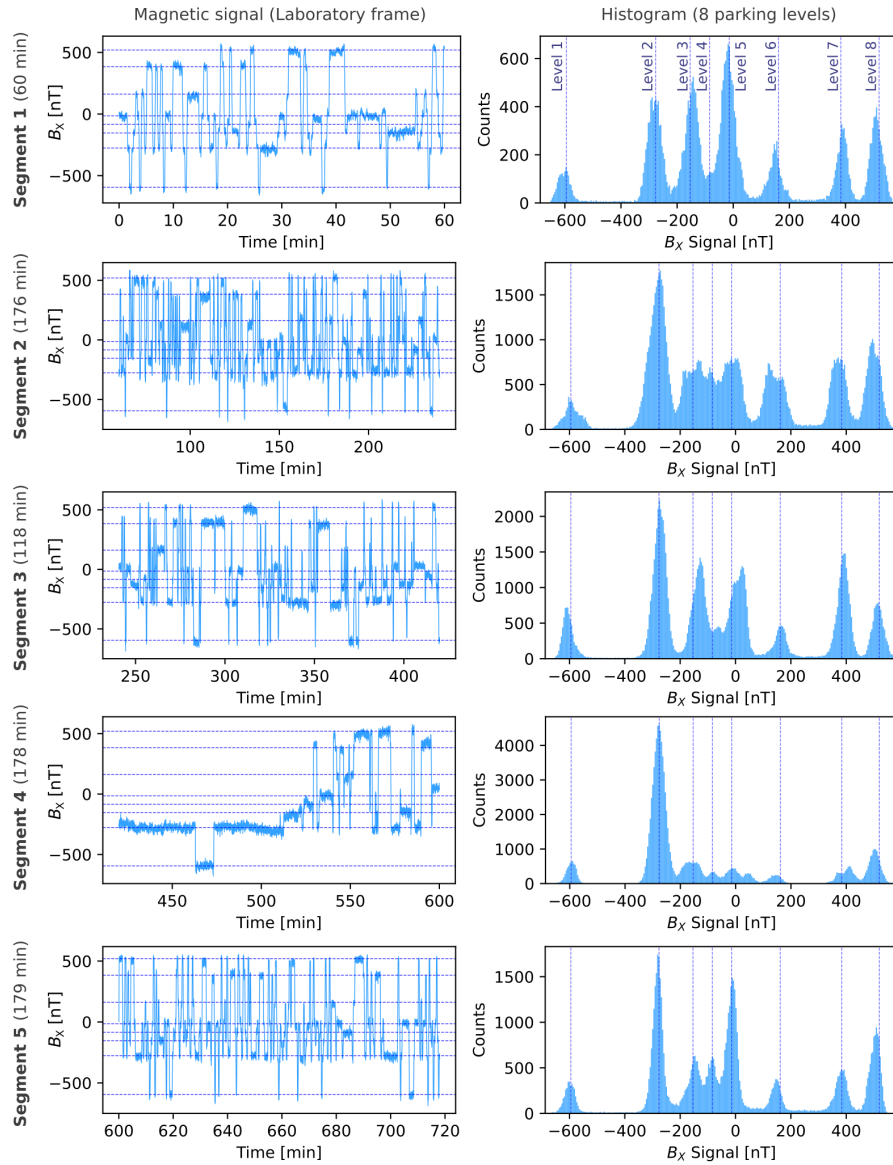 Magnetic signal (Laboratory frame)
Histogram (8 parking levels)
Segment 1 (60 min)
Bx [nT]
500
0
−500
0 10 20 30 40 50 60
Time [min]
Counts
600
400
200
0
Level 1
Level 2
Level 3
Level 4
Level 5
Level 6
Level 7
Level 8
−600 −400 −200 0 200 400
BX Signal [nT]
Segment 2 (176 min)
BX [nT]
500
0
−500
100 150 200
Time [min]
Counts
1500
1000
500
0
−600 −400 −200 0 200 400
BX Signal [nT]
Segment 3 (118 min)
BX [nT]
500
0
−500
250 300 350 400
Time [min]
Counts
2000
1500
1000
500
0
−600 −400 −200 0 200 400
BX Signal [nT]
Segment 4 (178 min)
BX [nT]
500
0
−500
450 500 550 600
Time [min]
Counts
4000
3000
2000
1000
0
−600 −400 −200 0 200 400
BX Signal [nT]
Segment 5 (179 min)
BX [nT]
500
0
−500
600 620 640 660 680 700 720
Time [min]
Counts
1500
1000
500
0
−600 −400 −200 0 200 400
BX Signal [nT]